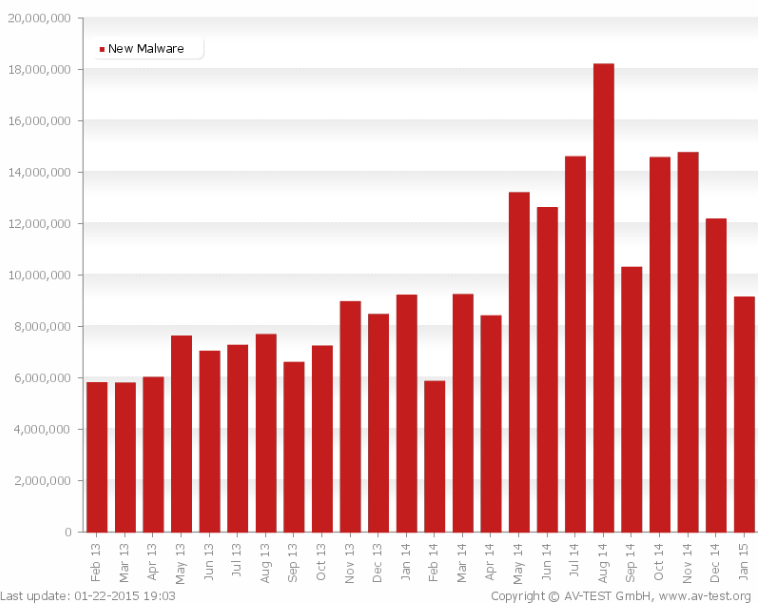 20,000,000
New Malware
18,000,000
16,000,000
14,000,000
12,000,000
10,000,000
8,000,000
6,000,000
4,000,000
2,000,000
0
Feb 13
Mar 13
Apr 13
May 13
Jun 13
Jul 13
Aug 13
Sep 13
Oct 13
Nov 13
Dec 13
Jan 14
Feb 14
Mar 14
Apr 14
May 14
Jun 14
Jul 14
Aug 14
Sep 14
Oct 14
Nov 14
Dec 14
Jan 15
Last update: 01-22-2015 19:03
Copyright © AV-TEST GmbH, www.av-test.org